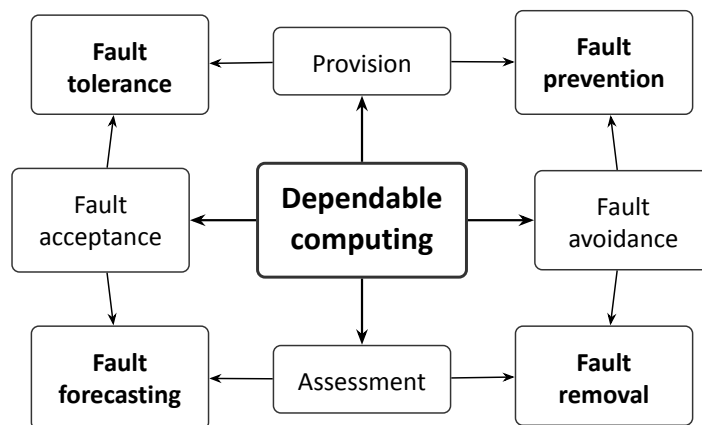 Fault
tolerance
Provision
Fault
prevention
Fault
acceptance
Dependable
computing
Fault
avoidance
Fault
forecasting
Assessment
Fault
removal